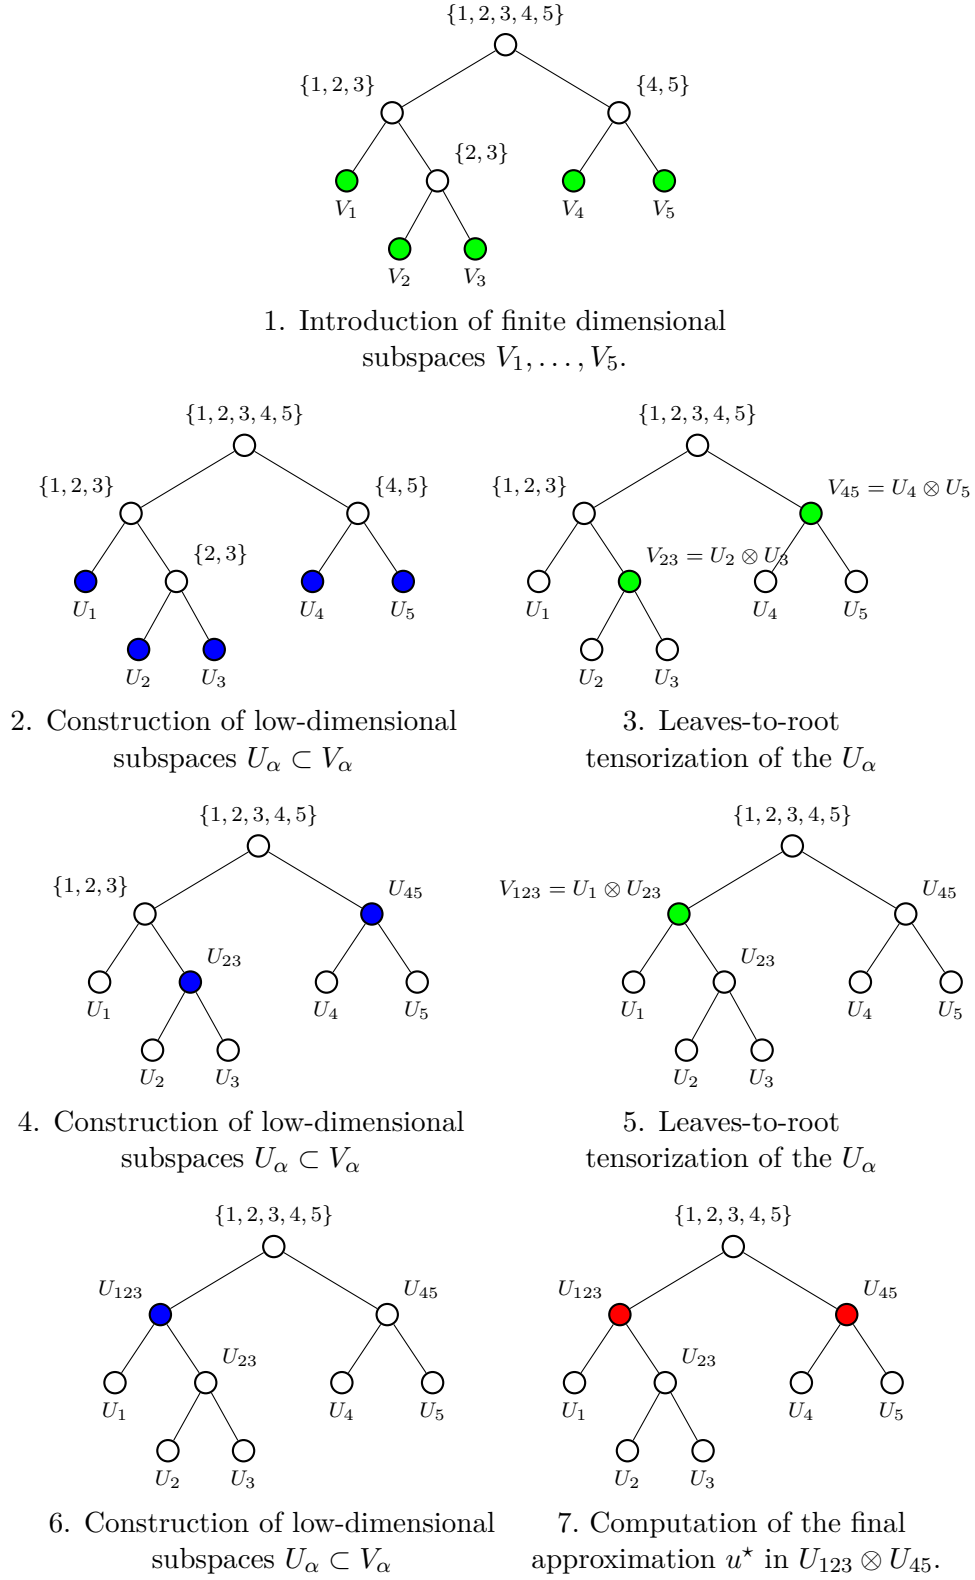 {1, 2, 3, 4, 5}
{1, 2, 3}
{4, 5}
{2, 3}
V₁
V₄
V₅
V₂
V₃
1. Introduction of finite dimensional
subspaces V₁, . . . , V₅.
{1, 2, 3, 4, 5}
{1, 2, 3}
{4, 5}
{2, 3}
U₁
U₄
U₅
U₂
U₃
2. Construction of low-dimensional
subspaces U_α ⊂ V_α
{1, 2, 3, 4, 5}
{1, 2, 3}
V₄₅ = U₄ ⊗ U₅
V₂₃ = U₂ ⊗ U₃
U₁
U₄
U₅
U₂
U₃
3. Leaves-to-root
tensorization of the U_α
{1, 2, 3, 4, 5}
{1, 2, 3}
U₄₅
U₂₃
U₁
U₄
U₅
U₂
U₃
4. Construction of low-dimensional
subspaces U_α ⊂ V_α
{1, 2, 3, 4, 5}
V₁₂₃ = U₁ ⊗ U₂₃
U₄₅
U₂₃
U₁
U₄
U₅
U₂
U₃
5. Leaves-to-root
tensorization of the U_α
{1, 2, 3, 4, 5}
U₁₂₃
U₄₅
U₂₃
U₁
U₄
U₅
U₂
U₃
6. Construction of low-dimensional
subspaces U_α ⊂ V_α
{1, 2, 3, 4, 5}
U₁₂₃
U₄₅
U₂₃
U₁
U₄
U₅
U₂
U₃
7. Computation of the final
approximation u⋆ in U₁₂₃ ⊗ U₄₅.